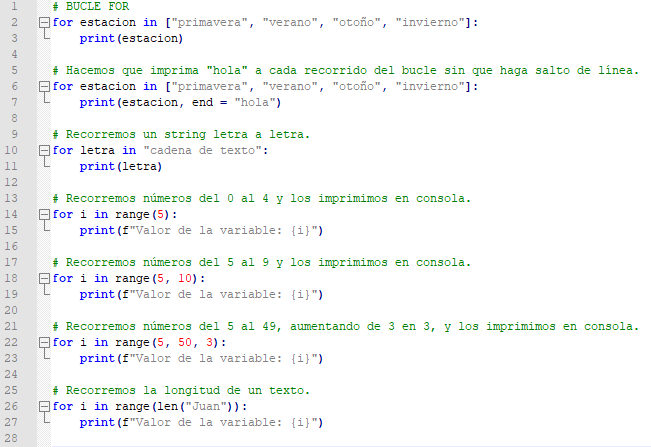 1 # BUCLE FOR
2 for estacion in ["primavera", "verano", "otoño", "invierno"]:
3     print(estacion)
4
5 # Hacemos que imprima "hola" a cada recorrido del bucle sin que haga salto de línea.
6 for estacion in ["primavera", "verano", "otoño", "invierno"]:
7     print(estacion, end = "hola")
8
9 # Recorremos un string letra a letra.
10 for letra in "cadena de texto":
11     print(letra)
12
13 # Recorremos números del 0 al 4 y los imprimimos en consola.
14 for i in range(5):
15     print(f"Valor de la variable: {i}")
16
17 # Recorremos números del 5 al 9 y los imprimimos en consola.
18 for i in range(5, 10):
19     print(f"Valor de la variable: {i}")
20
21 # Recorremos números del 5 al 49, aumentando de 3 en 3, y los imprimimos en consola.
22 for i in range(5, 50, 3):
23     print(f"Valor de la variable: {i}")
24
25 # Recorremos la longitud de un texto.
26 for i in range(len("Juan")):
27     print(f"Valor de la variable: {i}")
28